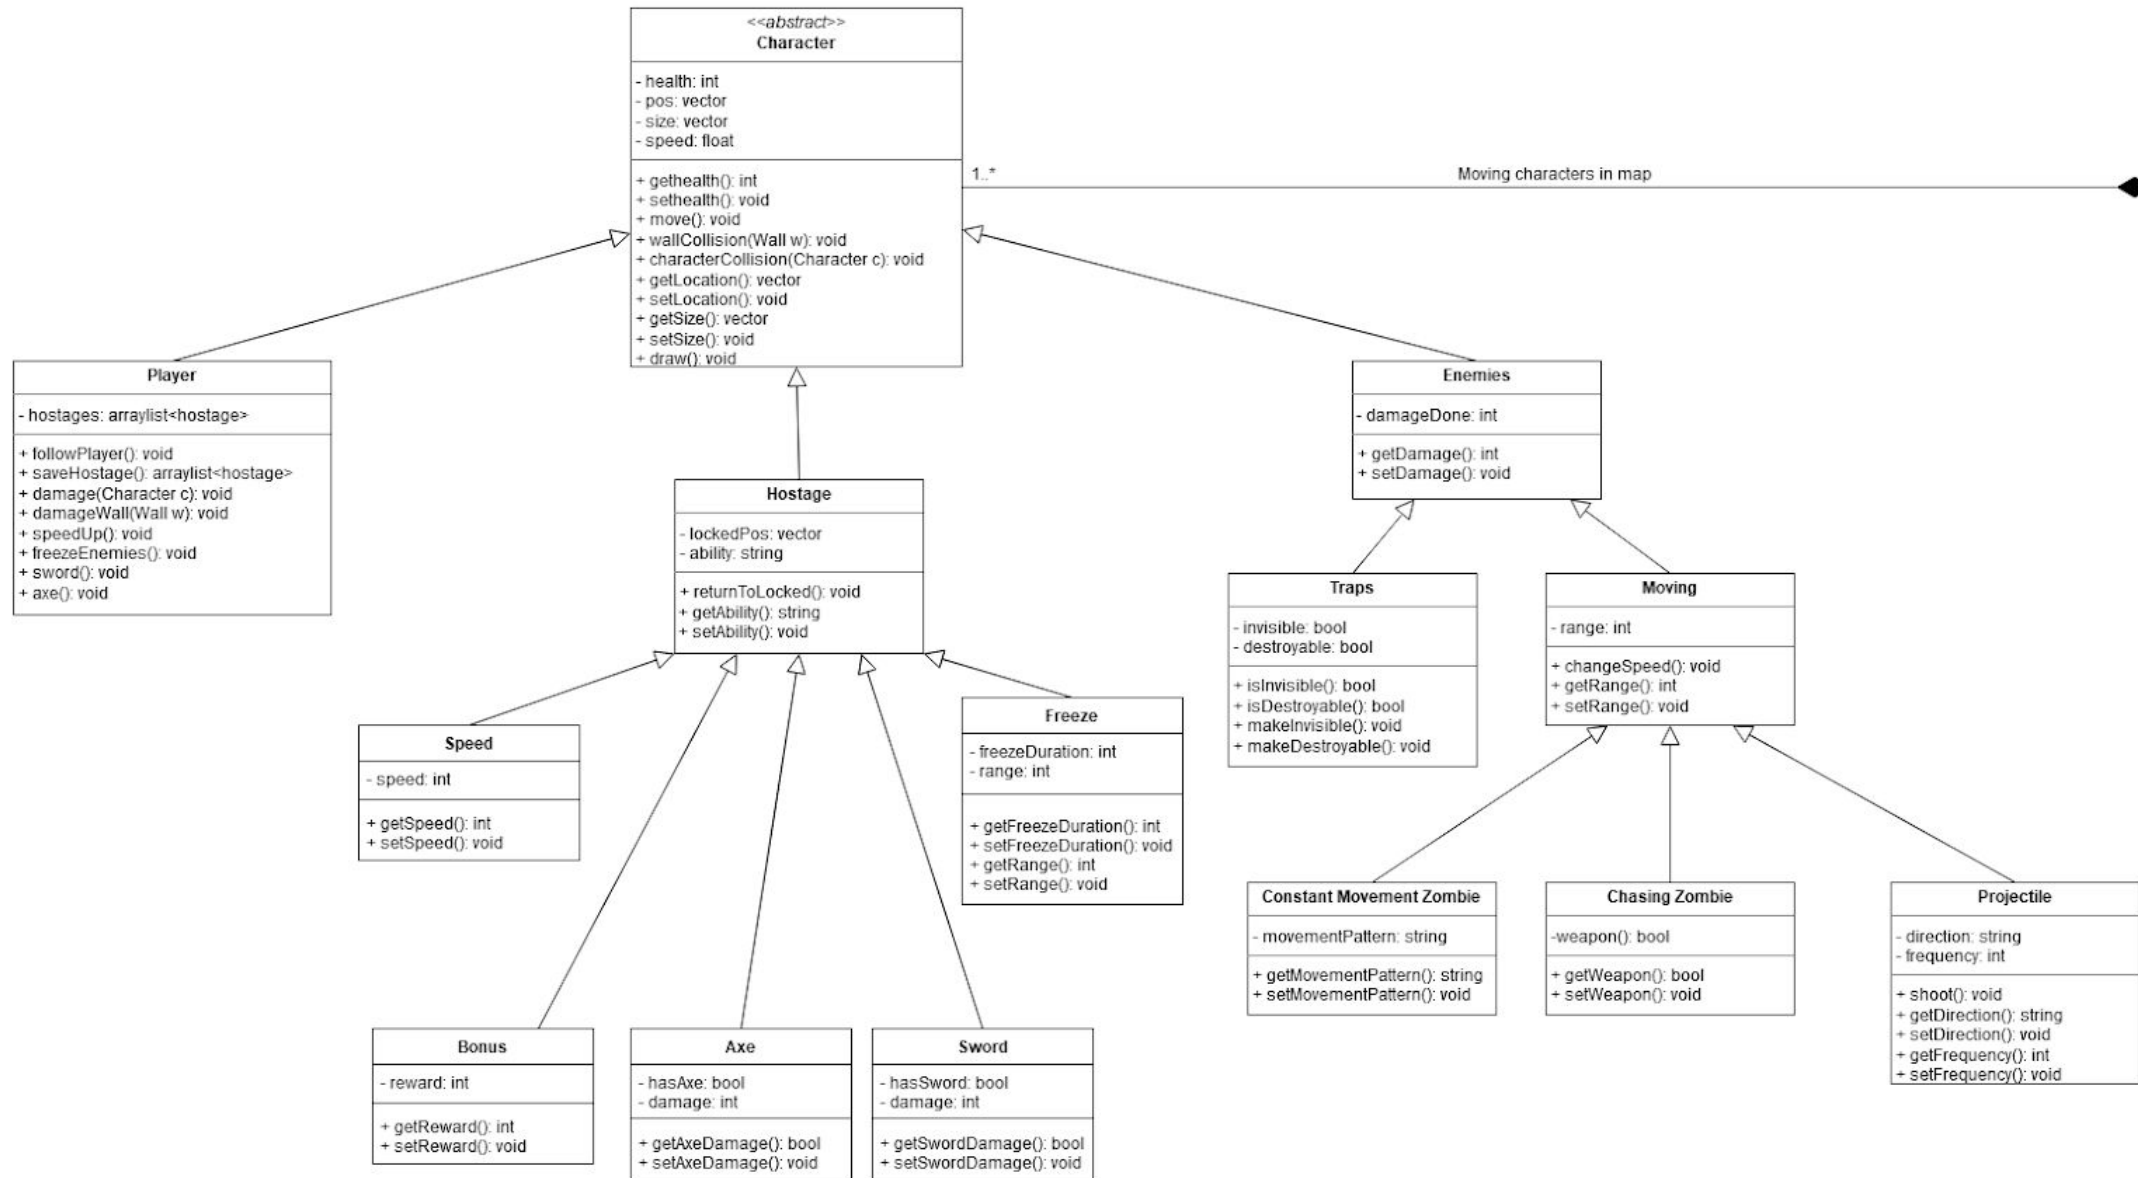 <<abstract>>
Character
- health: int
- pos: vector
- size: vector
- speed: float
+ gethealth(): int
+ sethealth(): void
+ move(): void
+ wallCollision(Wall w): void
+ characterCollision(Character c): void
+ getLocation(): vector
+ setLocation(): void
+ getSize(): vector
+ setSize(): void
+ draw(): void
1..*
Moving characters in map
Player
- hostages: arraylist<hostage>
+ followPlayer(): void
+ saveHostage(): arraylist<hostage>
+ damage(Character c): void
+ damageWall(Wall w): void
+ speedUp(): void
+ freezeEnemies(): void
+ sword(): void
+ axe(): void
Hostage
- lockedPos: vector
- ability: string
+ returnToLocked(): void
+ getAbility(): string
+ setAbility(): void
Enemies
- damageDone: int
+ getDamage(): int
+ setDamage(): void
Traps
- invisible: bool
- destroyable: bool
+ isInvisible(): bool
+ isDestroyable(): bool
+ makeInvisible(): void
+ makeDestroyable(): void
Moving
- range: int
+ changeSpeed(): void
+ getRange(): int
+ setRange(): void
Speed
- speed: int
+ getSpeed(): int
+ setSpeed(): void
Freeze
- freezeDuration: int
- range: int
+ getFreezeDuration(): int
+ setFreezeDuration(): void
+ getRange(): int
+ setRange(): void
Constant Movement Zombie
- movementPattern: string
+ getMovementPattern(): string
+ setMovementPattern(): void
Chasing Zombie
-weapon(): bool
+ getWeapon(): bool
+ setWeapon(): void
Projectile
- direction: string
- frequency: int
+ shoot(): void
+ getDirection(): string
+ setDirection(): void
+ getFrequency(): int
+ setFrequency(): void
Bonus
- reward: int
+ getReward(): int
+ setReward(): void
Axe
- hasAxe: bool
- damage: int
+ getAxeDamage(): bool
+ setAxeDamage(): void
Sword
- hasSword: bool
- damage: int
+ getSwordDamage(): bool
+ setSwordDamage(): void